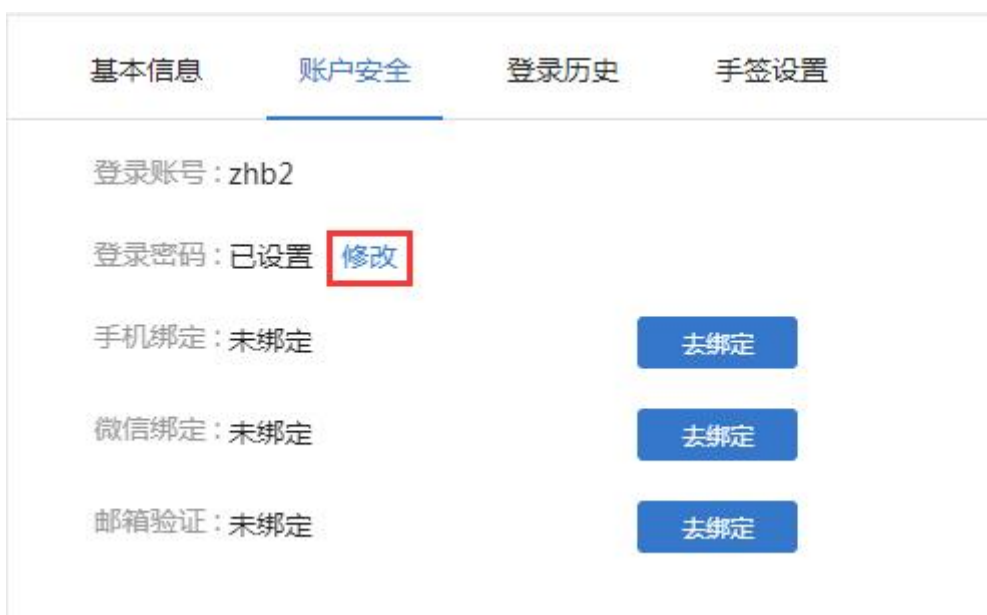 基本信息 账户安全 登录历史 手签设置
登录账号 : zhb2
登录密码 : 已设置 修改
手机绑定 : 未绑定 去绑定
微信绑定 : 未绑定 去绑定
邮箱验证 : 未绑定 去绑定